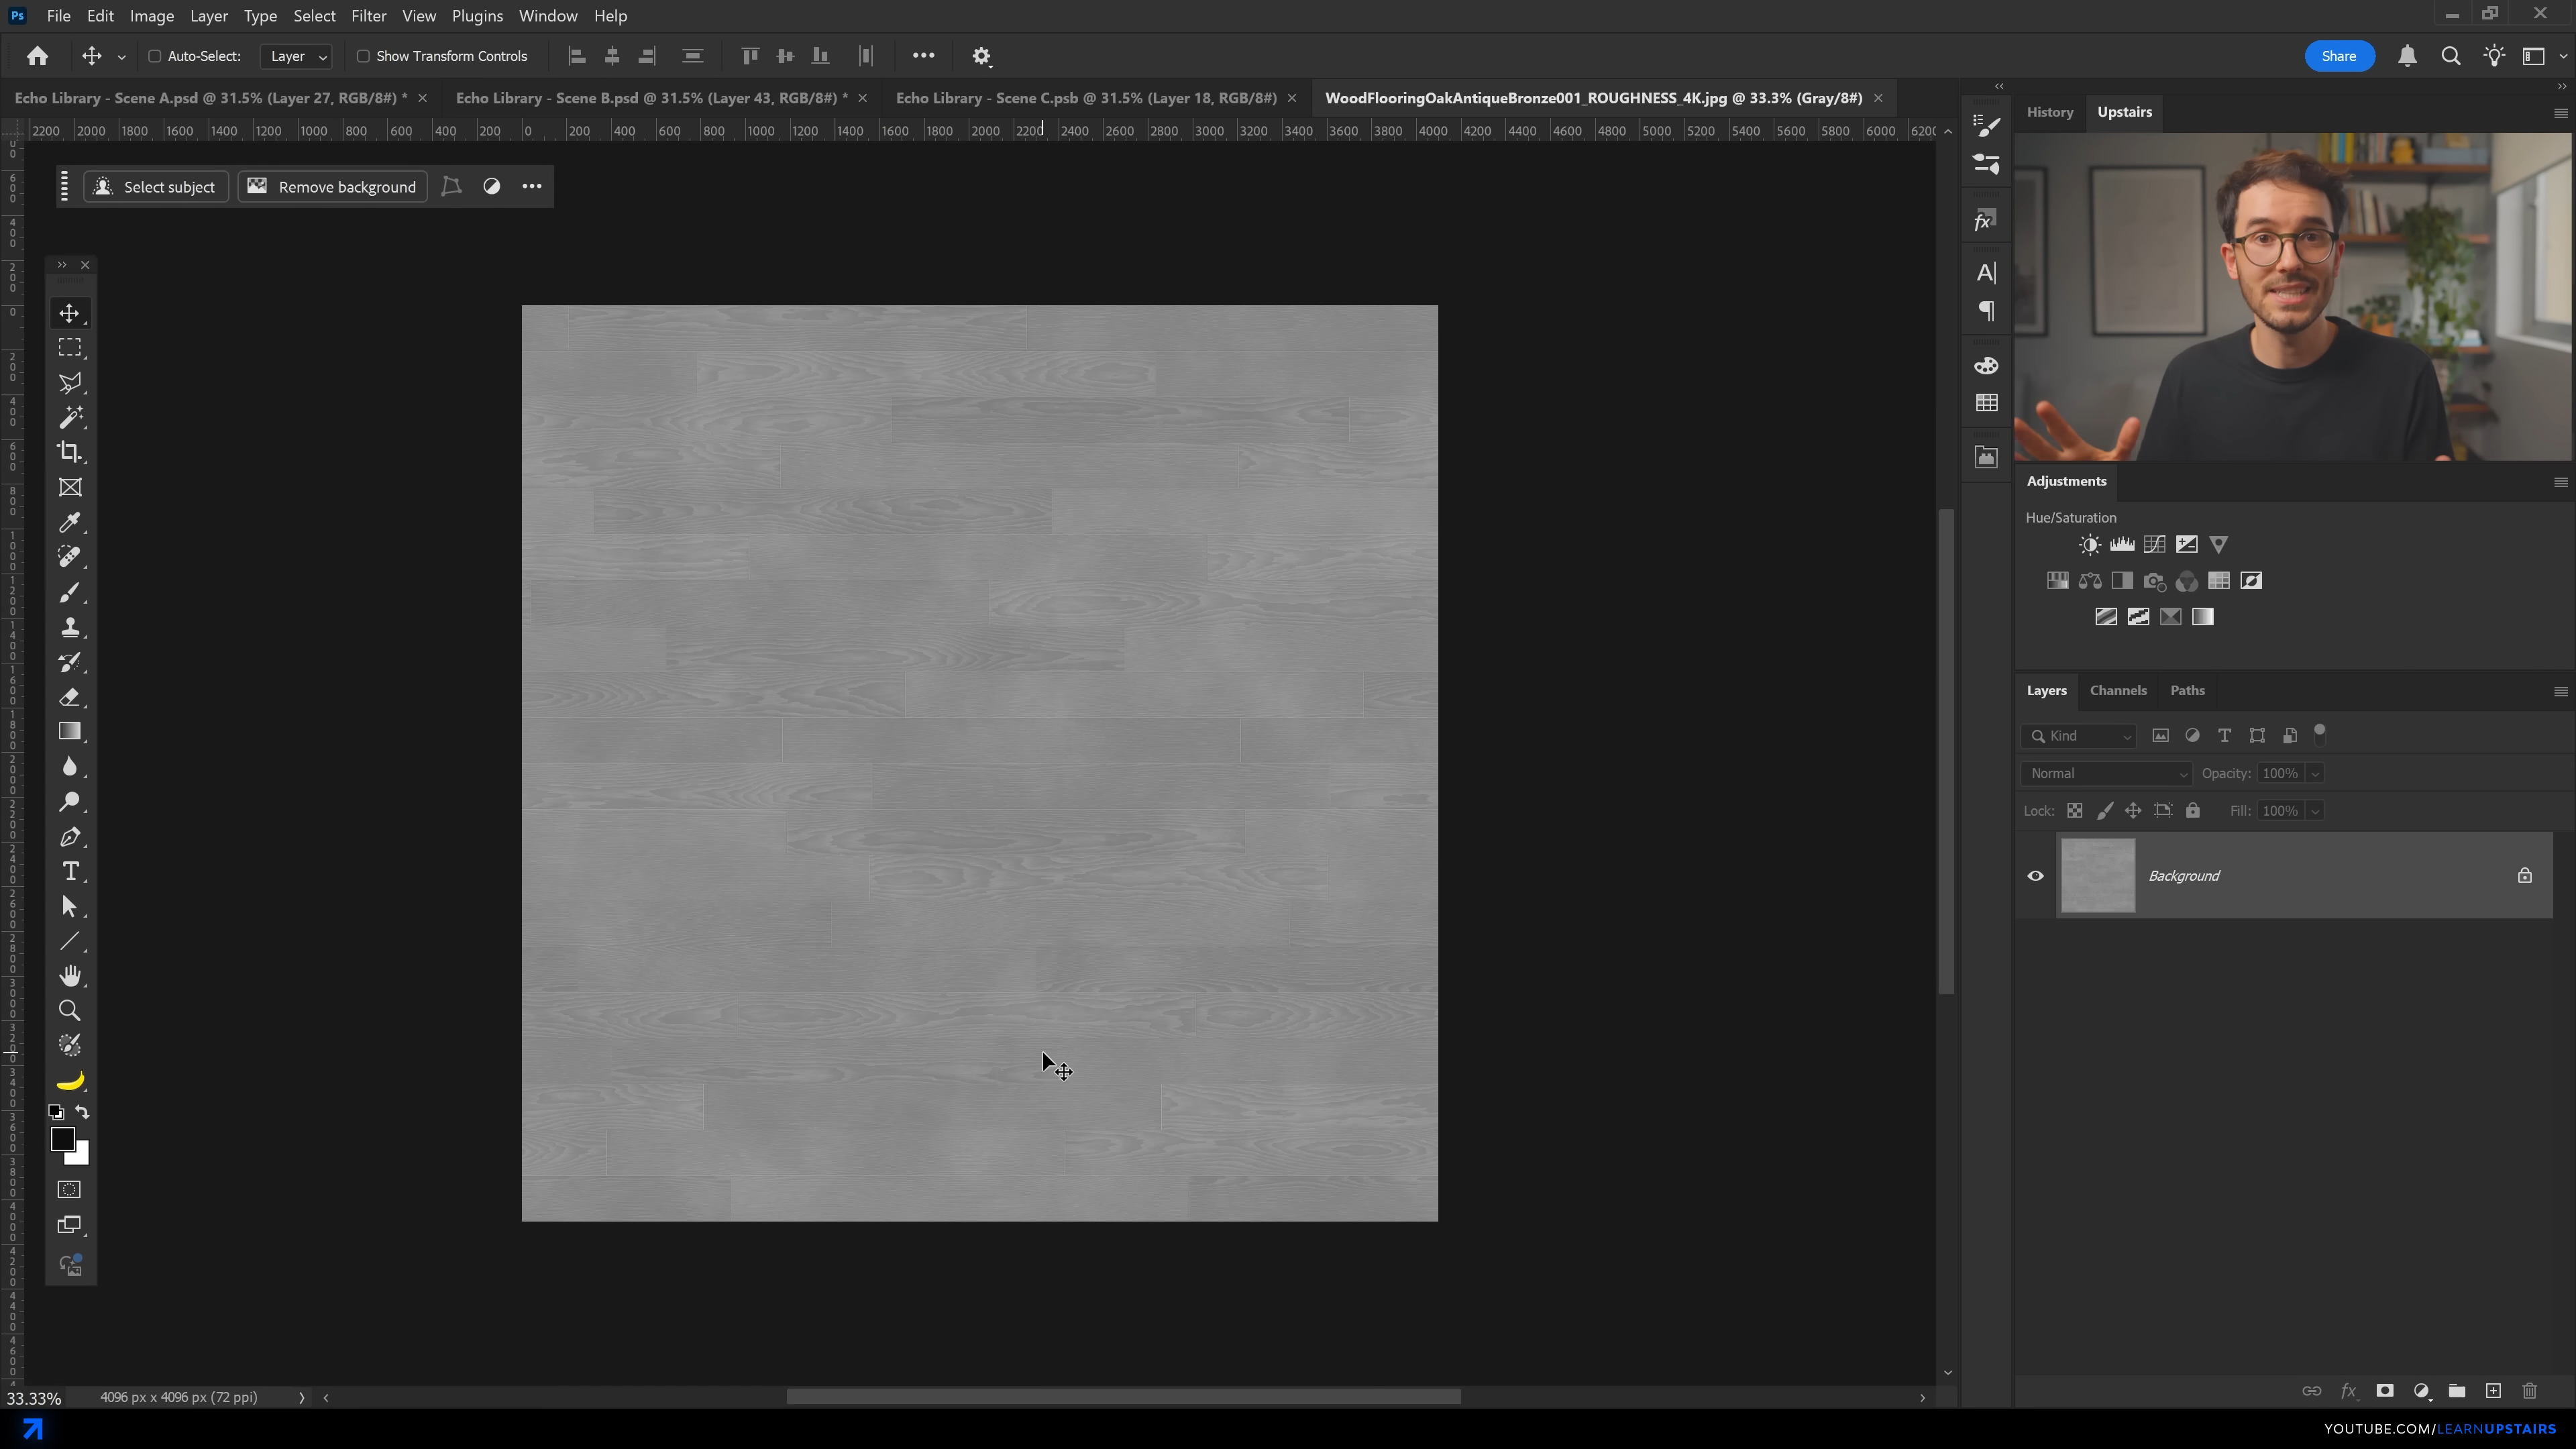 Ps File Edit Image Layer Type Select Filter View Plugins Window Help
Auto-Select: Layer Show Transform Controls Share
Echo Library - Scene A.psd @ 31.5% (Layer 27, RGB/8#) *
Echo Library - Scene B.psd @ 31.5% (Layer 43, RGB/8#) *
Echo Library - Scene C.psb @ 31.5% (Layer 18, RGB/8#)
WoodFlooringOakAntiqueBronze001_ROUGHNESS_4K.jpg @ 33.3% (Gray/8#)
2200 2000 1800 1600 1400 1200 1000 800 600 400 200 0 200 400 600 800 1000 1200 1400 1600 1800 2000 2200 2400 2600 2800 3000 3200 3400 3600 3800 4000 4200 4400 4600 4800 5000 5200 5400 5600 5800 6000
Select subject Remove background
History Upstairs
Adjustments
Hue/Saturation
Layers Channels Paths
Kind
Normal Opacity: 100%
Lock: Fill: 100%
Background
33.33% 4096 px x 4096 px (72 ppi)
YOUTUBE.COM/LEARNUPSTAIRS